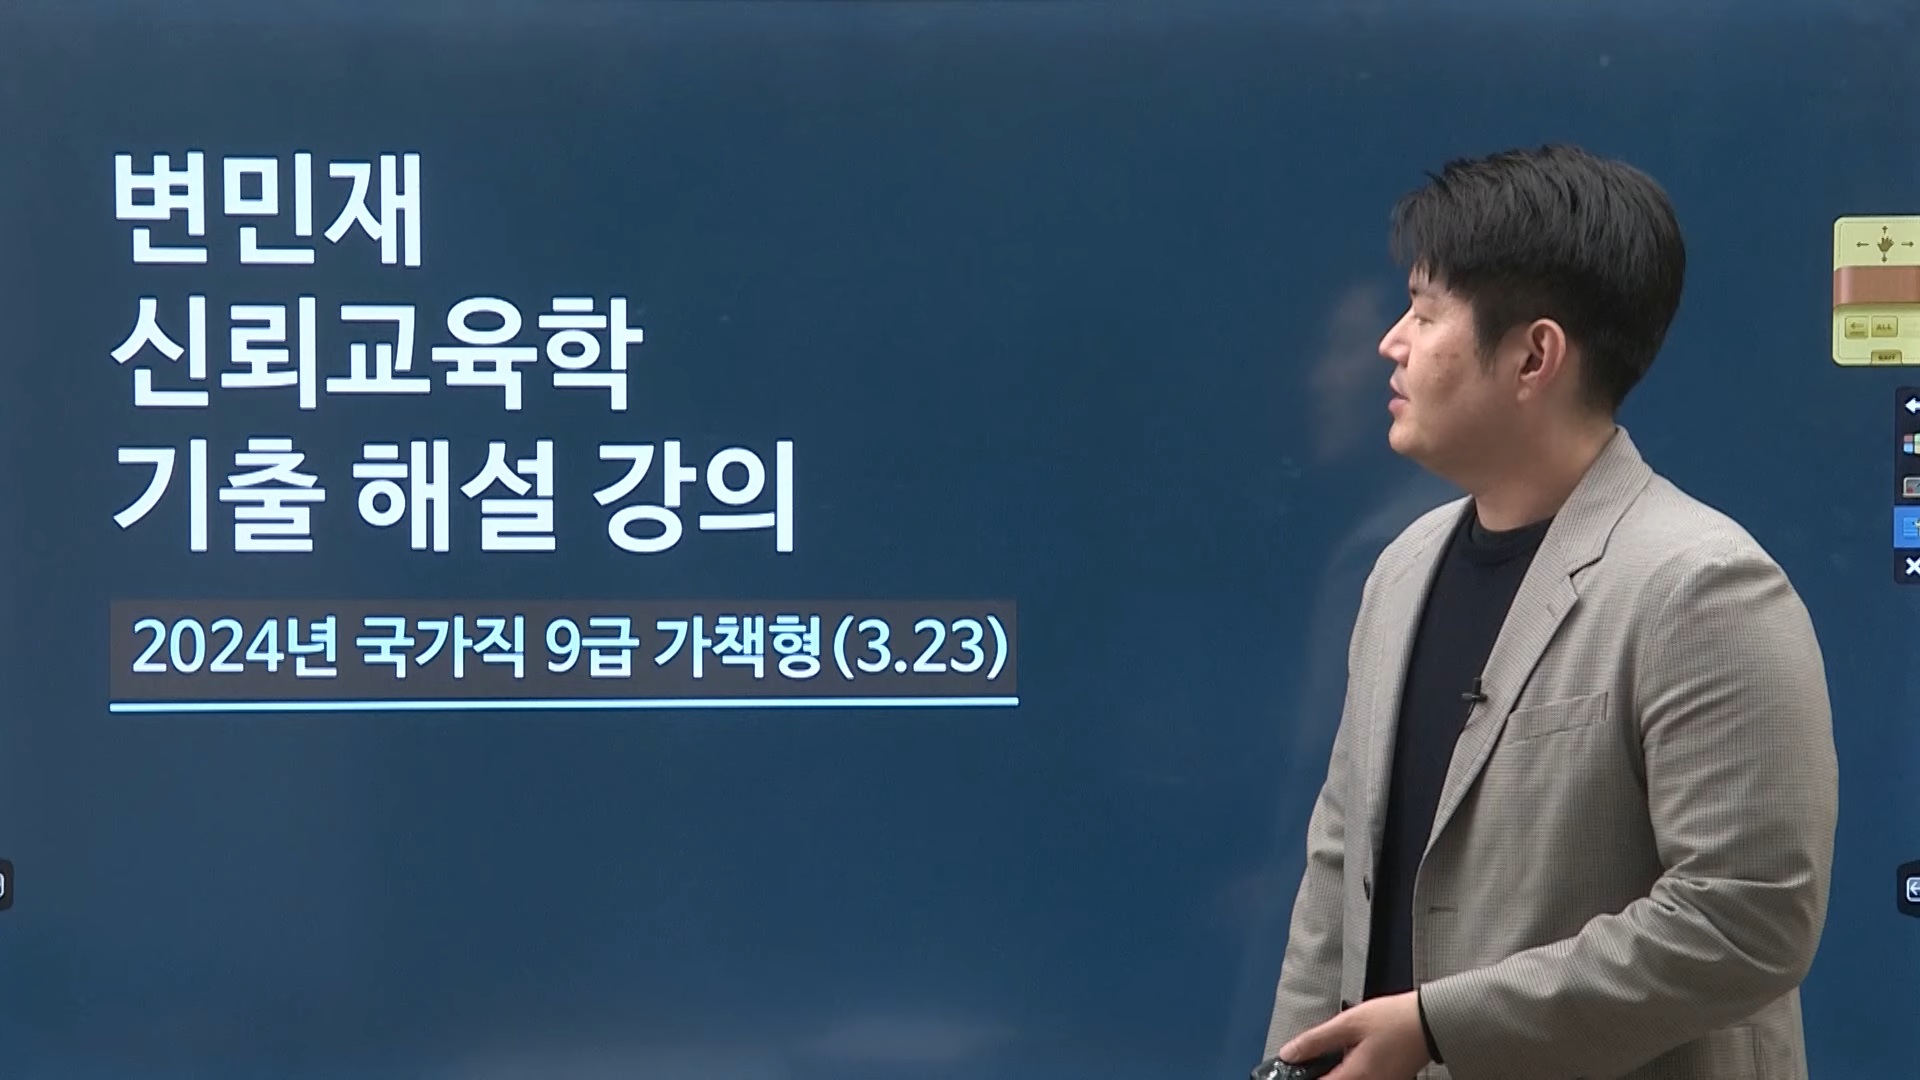 변민재
신뢰교육학
기출 해설 강의
2024년 국가직 9급 가책형(3.23)
ALL